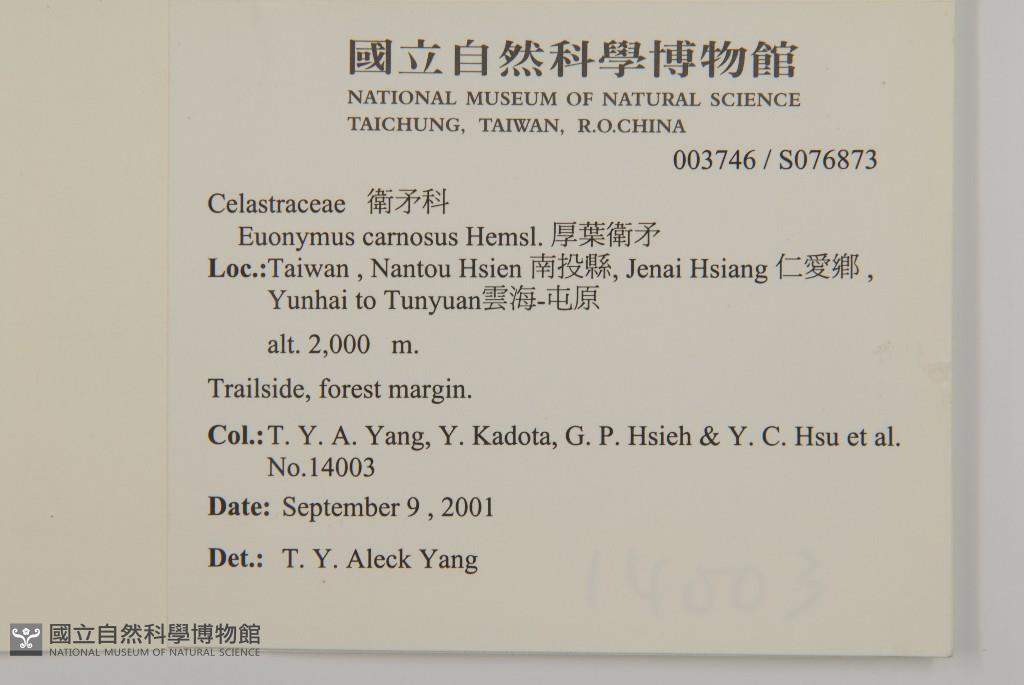 國立自然科學博物館
NATIONAL MUSEUM OF NATURAL SCIENCE
TAICHUNG, TAIWAN, R.O.CHINA
003746 / S076873
Celastraceae 衛矛科
Euonymus carnosus Hemsl. 厚葉衛矛
Loc.:Taiwan , Nantou Hsien 南投縣, Jenai Hsiang 仁愛鄉 ,
Yunhai to Tunyuan雲海-屯原
alt. 2,000 m.
Trailside, forest margin.
Col.:T. Y. A. Yang, Y. Kadota, G. P. Hsieh & Y. C. Hsu et al.
No.14003
Date: September 9 , 2001
Det.: T. Y. Aleck Yang
14003
國立自然科學博物館
NATIONAL MUSEUM OF NATURAL SCIENCE